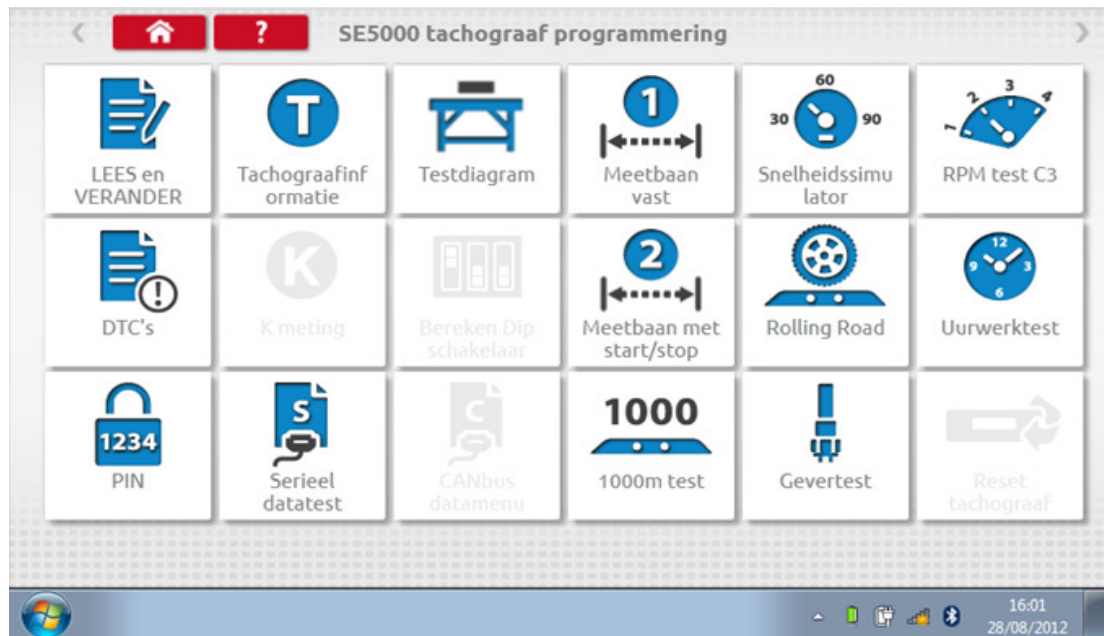 ?
SE5000 tachograaf programmering
LEES en
VERANDER
T
Tachograafinf
ormatie
Testdiagram
1
Meetbaan
vast
30 60 90
Snelheidssimu
lator
1 2 3 4
RPM test C3
DTC's
K
K meting
Bereken Dip
schakelaar
2
Meetbaan met
start/stop
Rolling Road
12
9 3
6
Uurwerktest
1234
PIN
S
Serieel
datatest
C
CANbus
datamenu
1000
1000m test
Gevertest
Reset
tachograaf
16:01
28/08/2012